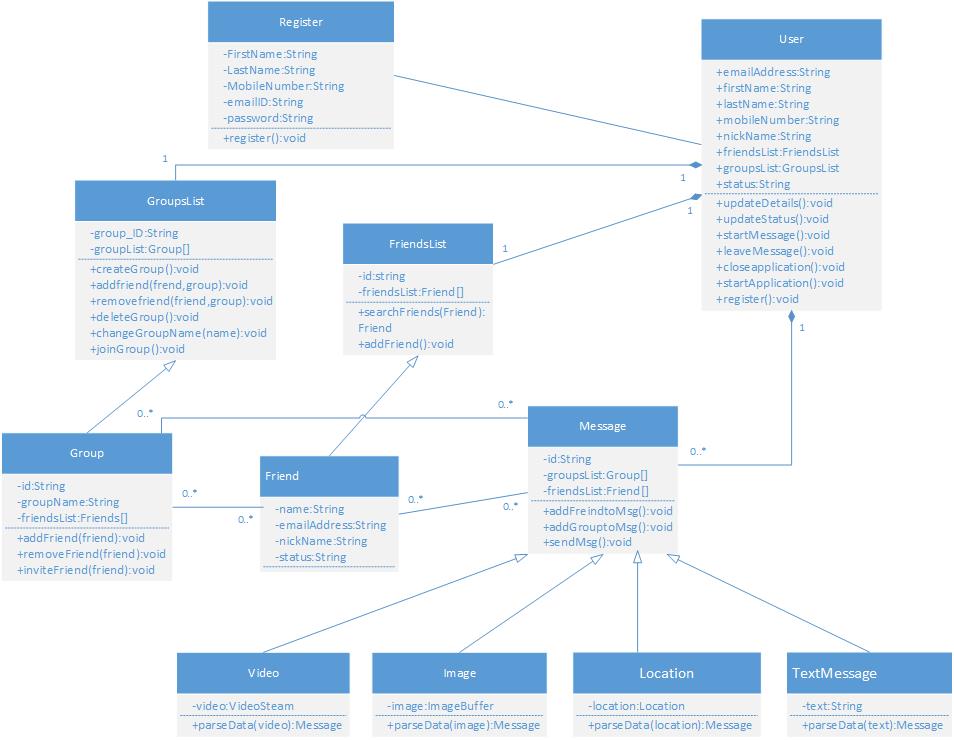 Register
-FirstName:String
-LastName:String
-MobileNumber:String
-emailID:String
-password:String
+register():void
User
+emailAddress:String
+firstName:String
+lastName:String
+mobileNumber:String
+nickName:String
+friendsList:FriendsList
+groupsList:GroupsList
+status:String
+updateDetails():void
+updateStatus():void
+startMessage():void
+leaveMessage():void
+closeapplication():void
+startApplication():void
+register():void
1
1
1
1
1
GroupsList
-group_ID:String
-groupList:Group[]
+createGroup():void
+addfriend(frend,group):void
+removefriend(friend,group):void
+deleteGroup():void
+changeGroupName(name):void
+joinGroup():void
FriendsList
-id:string
-friendsList:Friend[]
+searchFriends(Friend):
Friend
+addFriend():void
0..*
0..*
0..*
Group
-id:String
-groupName:String
-friendsList:Friends[]
+addFriend(friend):void
+removeFriend(friend):void
+inviteFriend(friend):void
0..*
0..*
Friend
-name:String
-emailAddress:String
-nickName:String
-status:String
0..*
0..*
Message
-id:String
-groupsList:Group[]
-friendsList:Friend[]
+addFreindtoMsg():void
+addGrouptoMsg():void
+sendMsg():void
Video
-video:VideoSteam
+parseData(video):Message
Image
-image:ImageBuffer
+parseData(image):Message
Location
-location:Location
+parseData(location):Message
TextMessage
-text:String
+parseData(text):Message